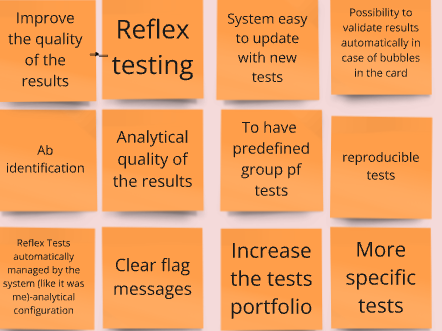 Improve
the quality
of the
results
Reflex
testing
System easy
to update
with new
tests
Possibility to
validate results
automatically in
case of bubbles
in the card
Ab
identification
Analytical
quality of
the results
To have
predefined
group pf
tests
reproducible
tests
Reflex Tests
automatically
managed by the
system (like it was
me)-analytical
configuration
Clear flag
messages
Increase
the tests
portfolio
More
specific
tests